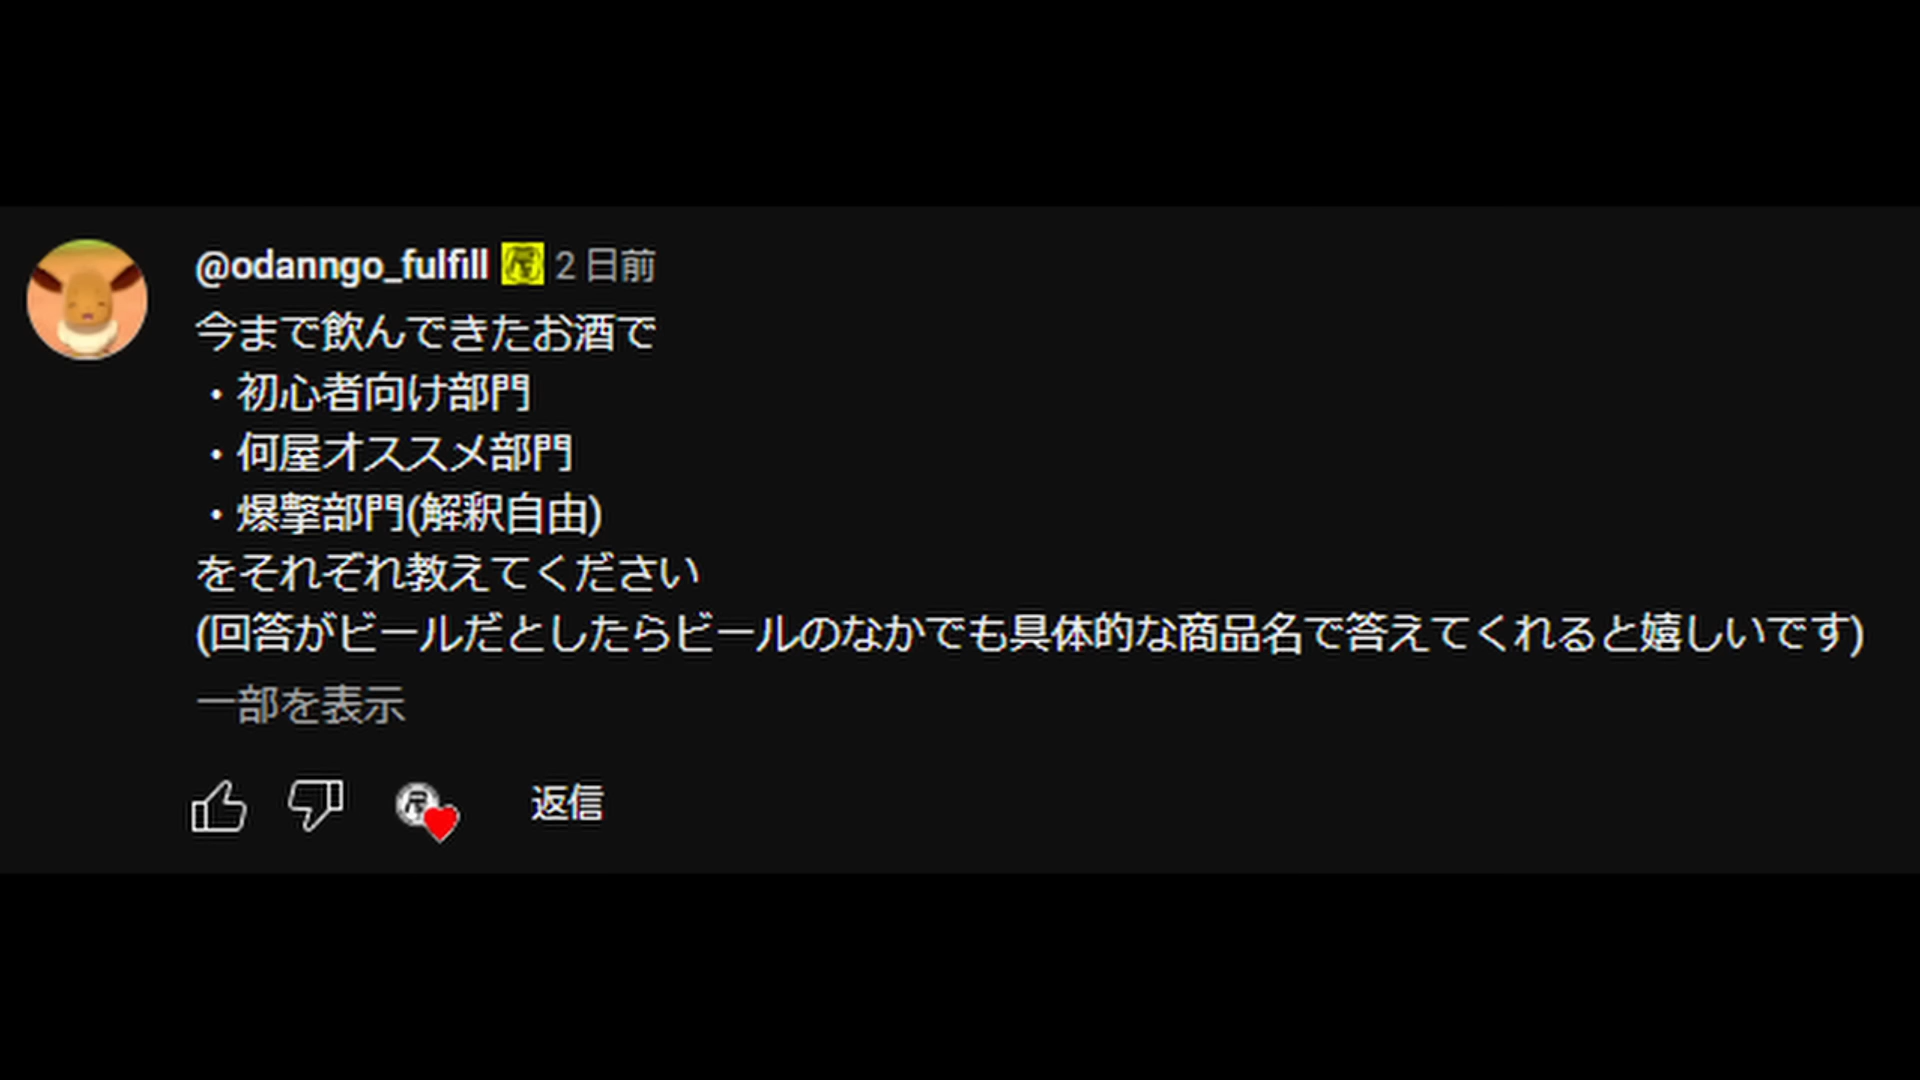 @odanngo_fulfill 2 日前
今まで飲んできたお酒で
・初心者向け部門
・何屋オススメ部門
・爆撃部門(解釈自由)
をそれぞれ教えてください
(回答がビールだとしたらビールのなかでも具体的な商品名で答えてくれると嬉しいです)
一部を表示
返信